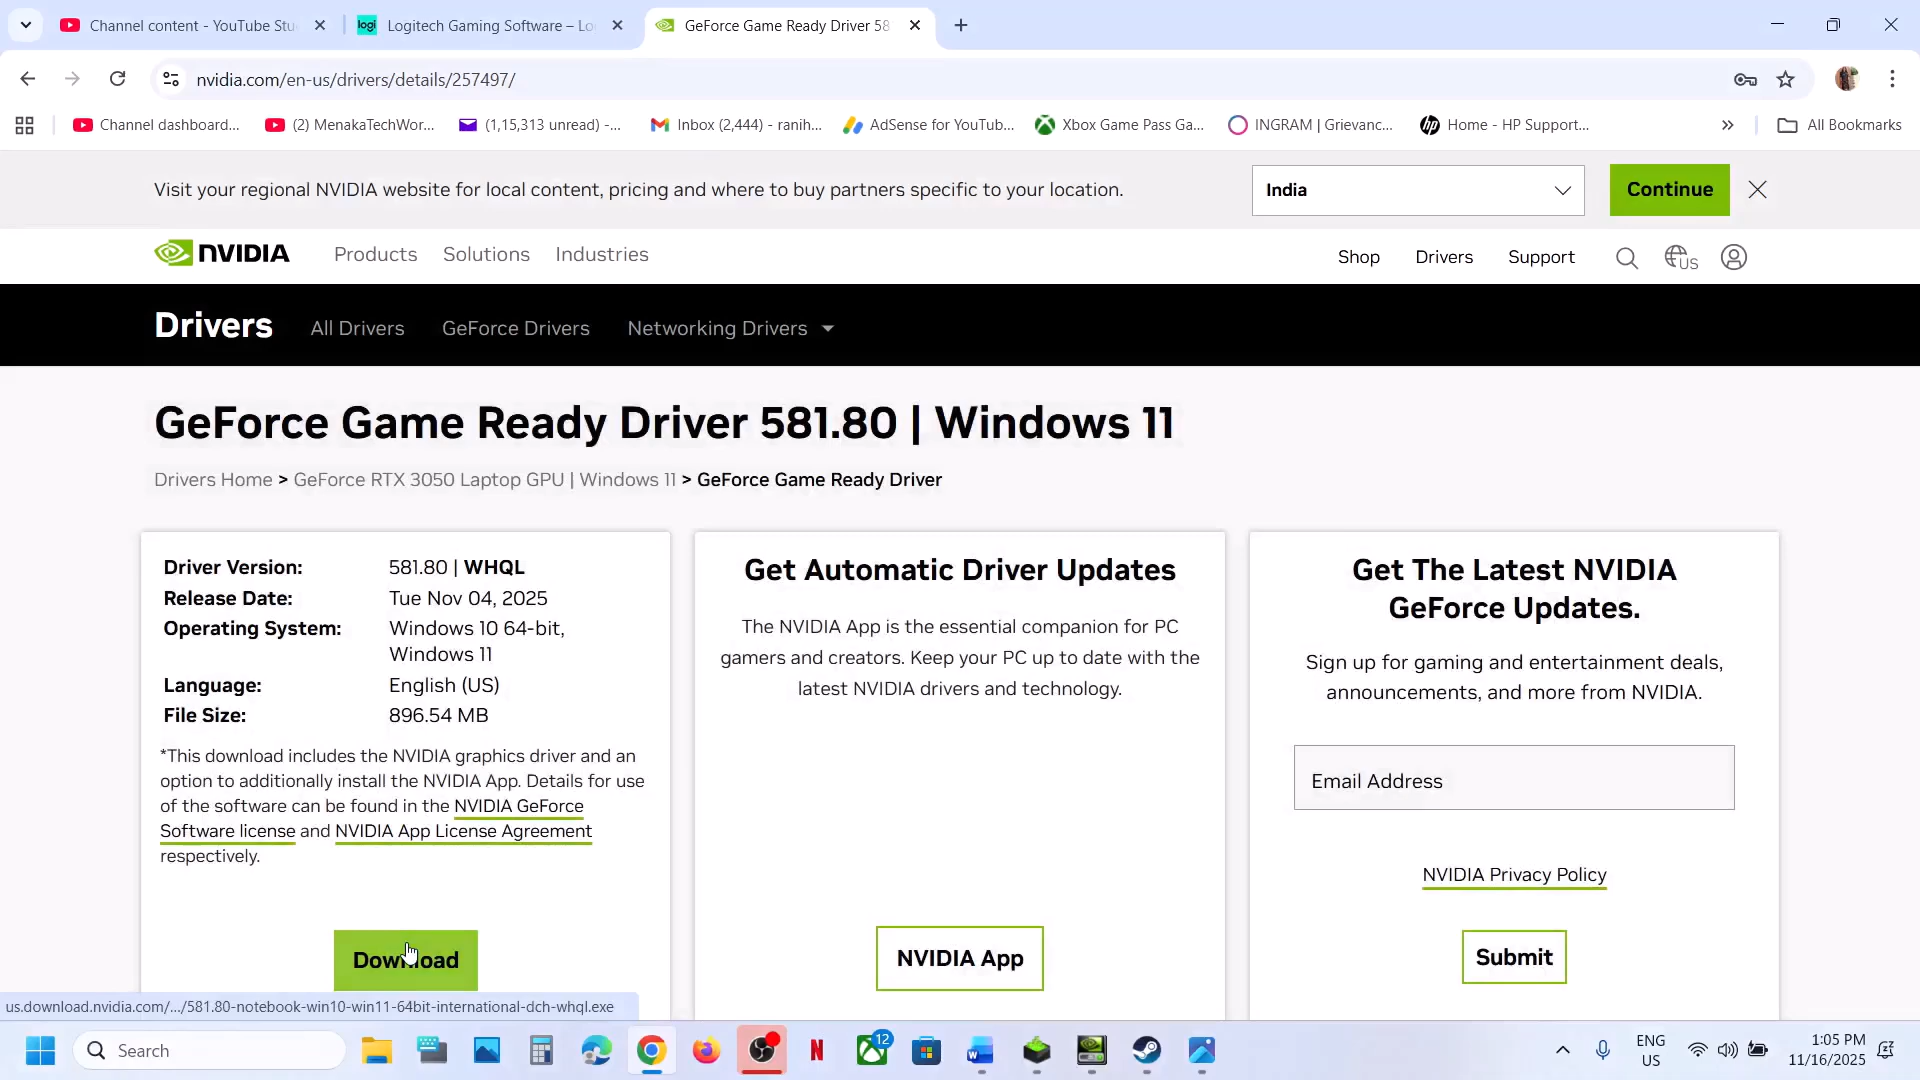 Channel content - YouTube Stu
Logitech Gaming Software – Lo
GeForce Game Ready Driver 58
nvidia.com/en-us/drivers/details/257497/
Channel dashboard...
(2) MenakaTechWor...
(1,15,313 unread) -...
Inbox (2,444) - ranih...
AdSense for YouTub...
Xbox Game Pass Ga...
INGRAM | Grievanc...
Home - HP Support...
All Bookmarks
Visit your regional NVIDIA website for local content, pricing and where to buy partners specific to your location.
India
Continue
NVIDIA
Products
Solutions
Industries
Shop
Drivers
Support
US
Drivers
All Drivers
GeForce Drivers
Networking Drivers
GeForce Game Ready Driver 581.80 | Windows 11
Drivers Home > GeForce RTX 3050 Laptop GPU | Windows 11 > GeForce Game Ready Driver
Driver Version: 581.80 | WHQL
Release Date: Tue Nov 04, 2025
Operating System: Windows 10 64-bit,
Windows 11
Language: English (US)
File Size: 896.54 MB
*This download includes the NVIDIA graphics driver and an
option to additionally install the NVIDIA App. Details for use
of the software can be found in the NVIDIA GeForce
Software license and NVIDIA App License Agreement
respectively.
Download
Get Automatic Driver Updates
The NVIDIA App is the essential companion for PC
gamers and creators. Keep your PC up to date with the
latest NVIDIA drivers and technology.
NVIDIA App
Get The Latest NVIDIA
GeForce Updates.
Sign up for gaming and entertainment deals,
announcements, and more from NVIDIA.
Email Address
NVIDIA Privacy Policy
Submit
us.download.nvidia.com/.../581.80-notebook-win10-win11-64bit-international-dch-whql.exe
Search
12
ENG
US
1:05 PM
11/16/2025